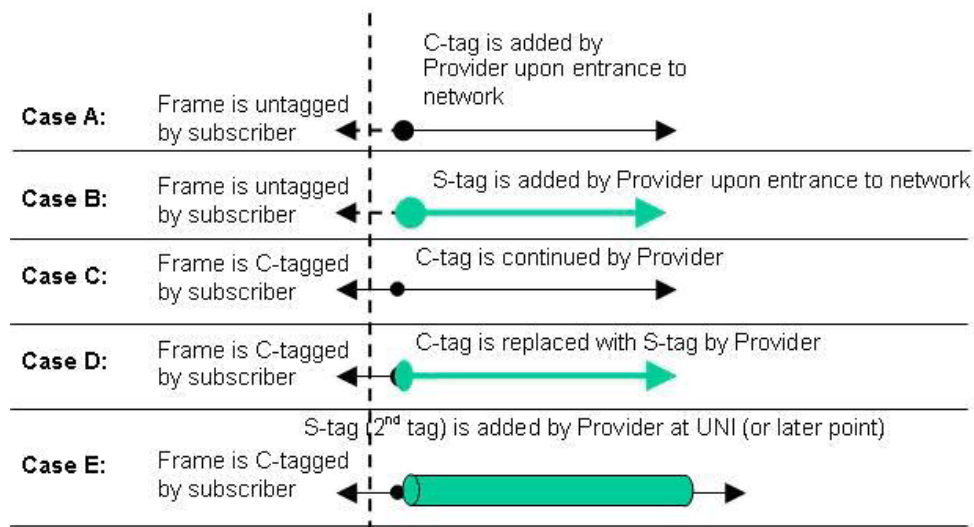 C-tag is added by
Provider upon entrance to
network
Case A:
Frame is untagged
by subscriber
S-tag is added by Provider upon entrance to network
Case B:
Frame is untagged
by subscriber
C-tag is continued by Provider
Case C:
Frame is C-tagged
by subscriber
C-tag is replaced with S-tag by Provider
Case D:
Frame is C-tagged
by subscriber
S-tag (2nd tag) is added by Provider at UNI (or later point)
Case E:
Frame is C-tagged
by subscriber